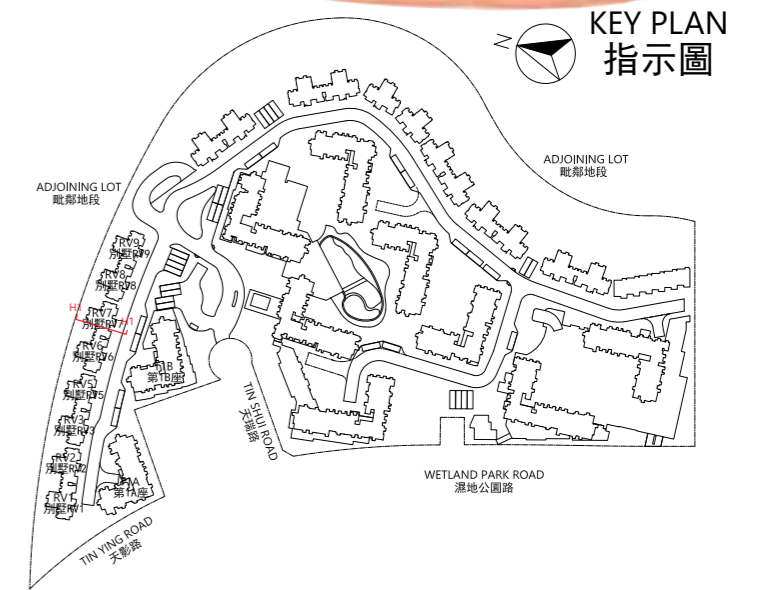 KEY PLAN
指示圖
N
ADJOINING LOT
毗鄰地段
ADJOINING LOT
毗鄰地段
RV9
別墅RV9
RV8
別墅RV8
H1
RV7
別墅RV7
H1
RV6
別墅RV6
RV5
別墅RV5
RV3
別墅RV3
RV2
別墅RV2
RV1
別墅RV1
T1B
第1B座
T1A
第1A座
TIN SHUI ROAD
天瑞路
WETLAND PARK ROAD
濕地公園路
TIN YING ROAD
天影路